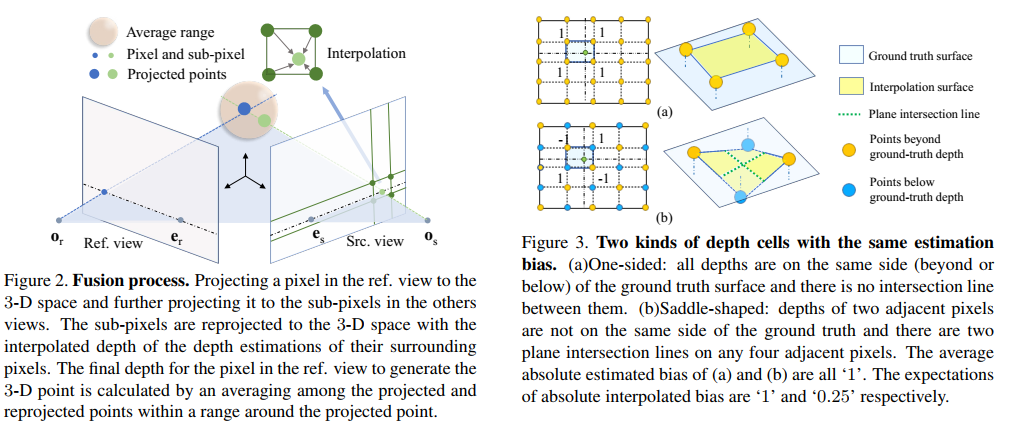 Average range
Pixel and sub-pixel
Projected points
Interpolation
o_r
Ref. view
e_r
e_s
Src. view
o_s
Figure 2. Fusion process. Projecting a pixel in the ref. view to the
3-D space and further projecting it to the sub-pixels in the others
views. The sub-pixels are reprojected to the 3-D space with the
interpolated depth of the depth estimations of their surrounding
pixels. The final depth for the pixel in the ref. view to generate the
3-D point is calculated by an averaging among the projected and
reprojected points within a range around the projected point.
1 1
1 1
(a)
-1 1
1 -1
(b)
Ground truth surface
Interpolation surface
Plane intersection line
Points beyond
ground-truth depth
Points below
ground-truth depth
Figure 3. Two kinds of depth cells with the same estimation
bias. (a)One-sided: all depths are on the same side (beyond or
below) of the ground truth surface and there is no intersection line
between them. (b)Saddle-shaped: depths of two adjacent pixels
are not on the same side of the ground truth and there are two
plane intersection lines on any four adjacent pixels. The average
absolute estimated bias of (a) and (b) are all ‘1’. The expectations
of absolute interpolated bias are ‘1’ and ‘0.25’ respectively.